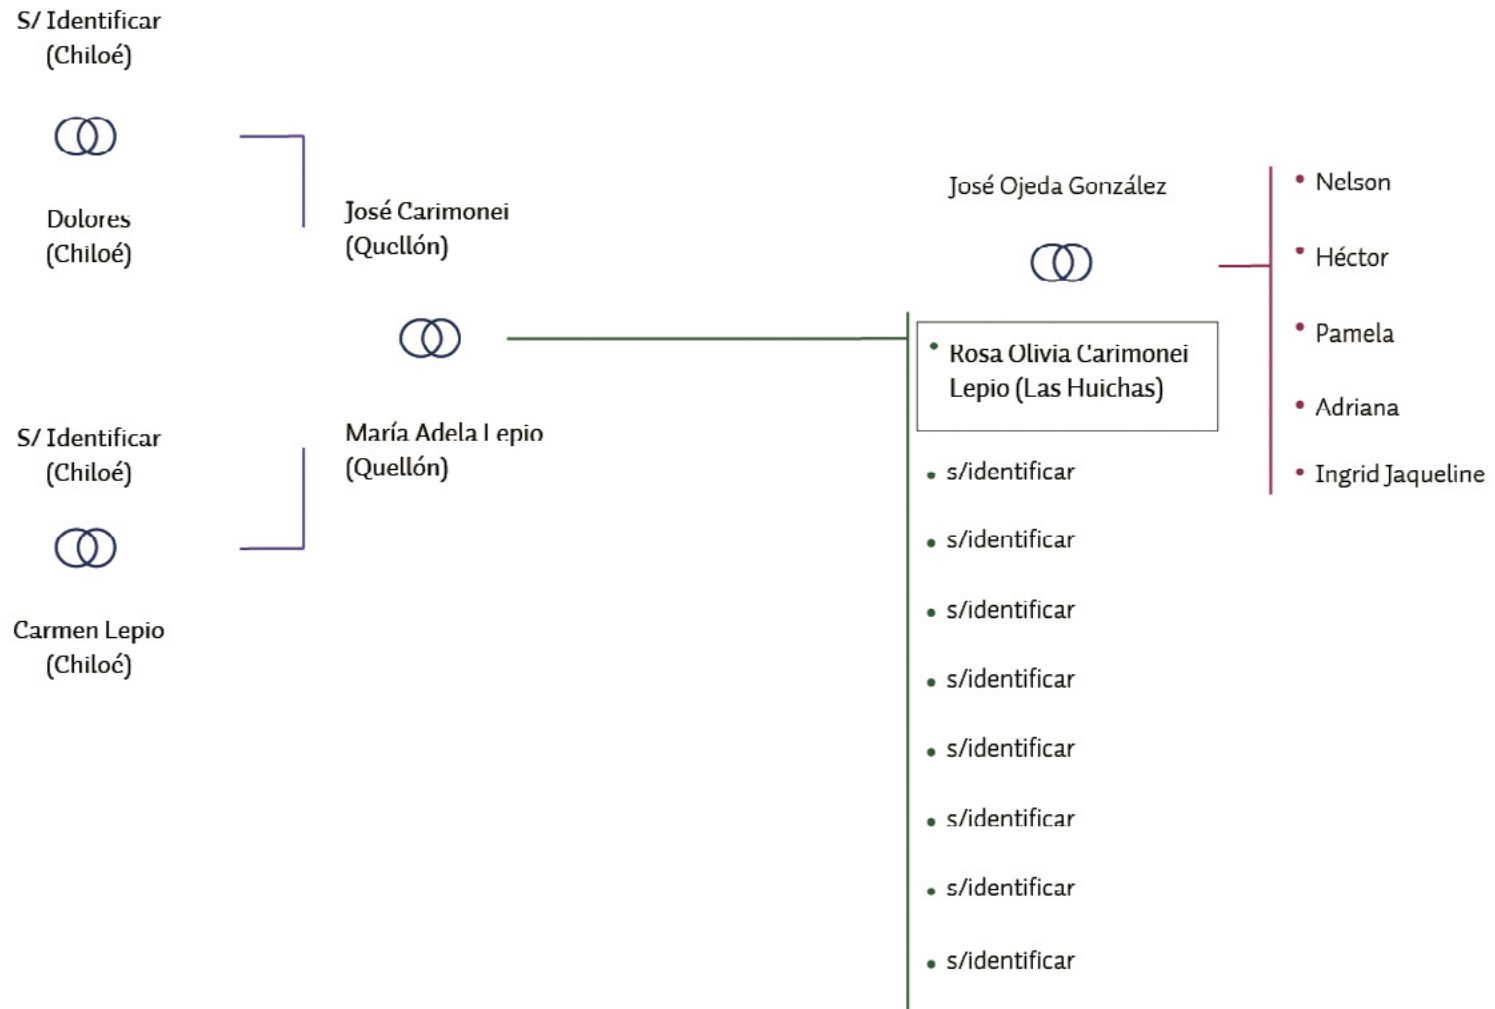 S/ Identificar
(Chiloé)
Dolores
(Chiloé)
José Carimonei
(Quellón)
María Adela Lepio
(Quellón)
S/ Identificar
(Chiloé)
Carmen Lepio
(Chiloé)
José Ojeda González
• Rosa Olivia Carimonei
Lepio (Las Huichas)
• s/identificar
• s/identificar
• s/identificar
• s/identificar
• s/identificar
• s/identificar
• s/identificar
• s/identificar
• Nelson
• Héctor
• Pamela
• Adriana
• Ingrid Jaqueline